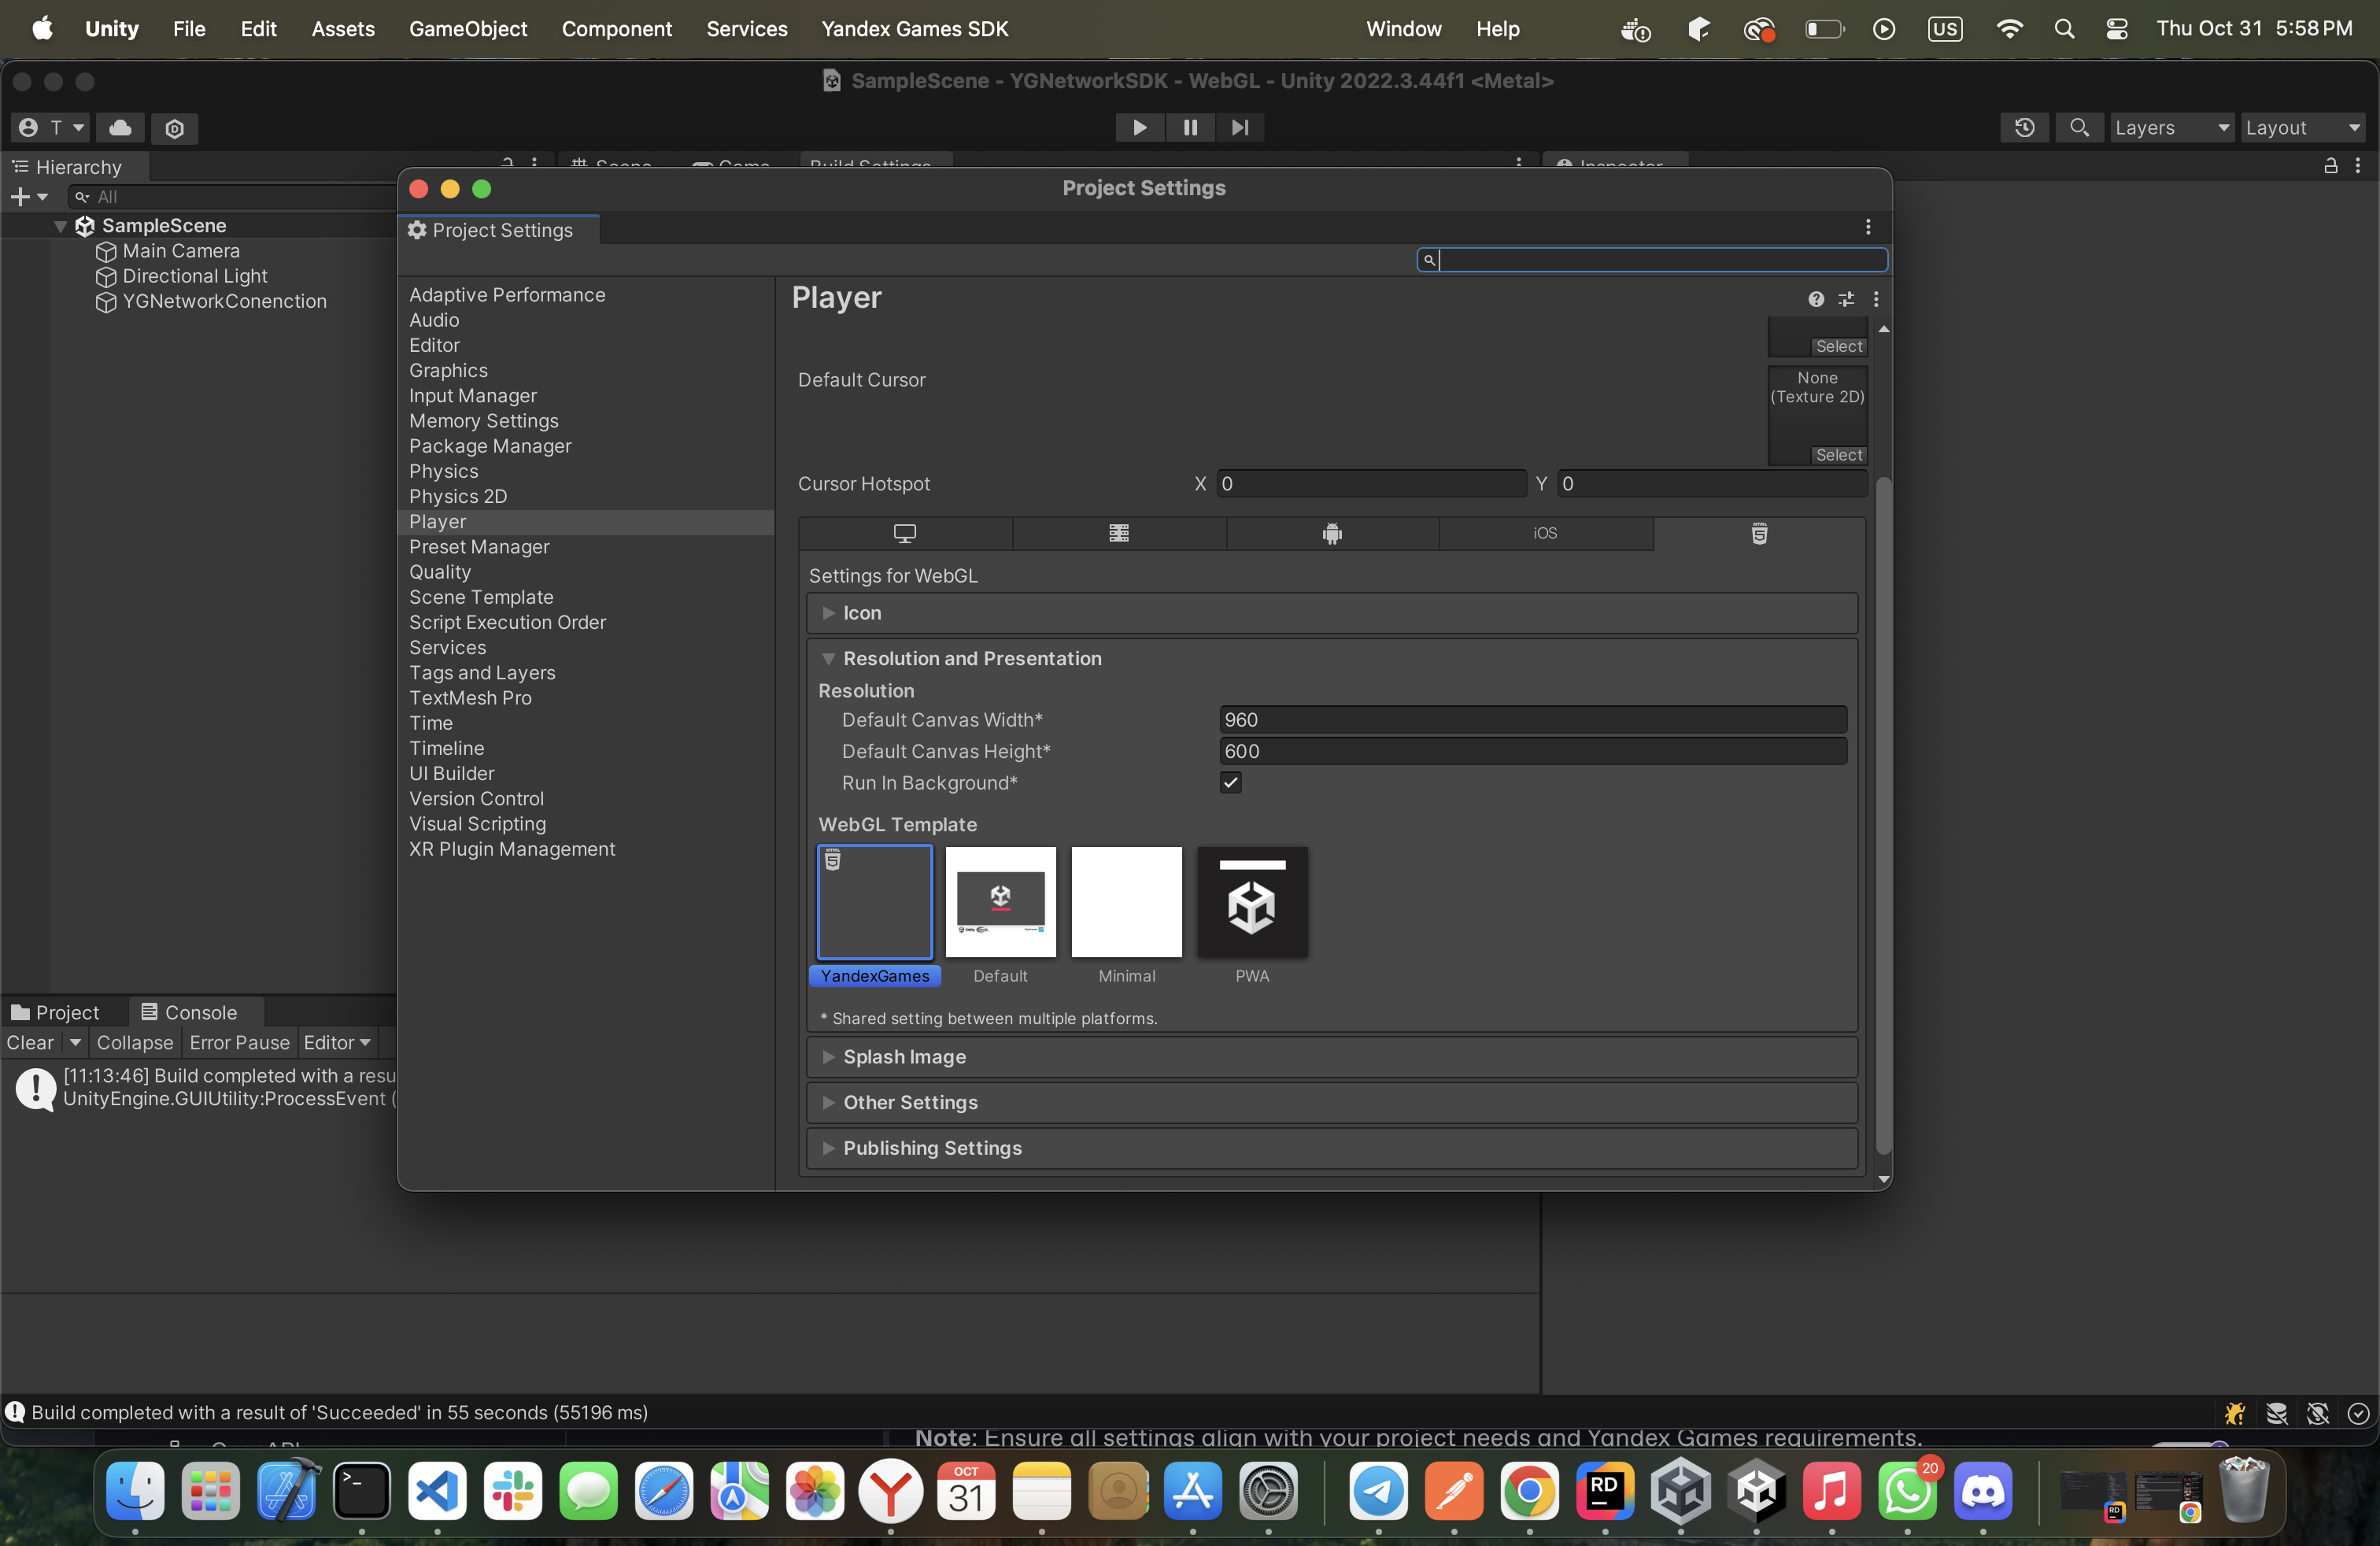 Unity File Edit Assets GameObject Component Services Yandex Games SDK Window Help US Thu Oct 31 5:58 PM
SampleScene - YGNetworkSDK - WebGL - Unity 2022.3.44f1 <Metal>
T Layers Layout
Hierarchy Scene Game Build Settings Inspector
All
SampleScene
Main Camera
Directional Light
YGNetworkConenction
Project Settings
Project Settings
Adaptive Performance
Audio
Editor
Graphics
Input Manager
Memory Settings
Package Manager
Physics
Physics 2D
Player
Preset Manager
Quality
Scene Template
Script Execution Order
Services
Tags and Layers
TextMesh Pro
Time
Timeline
UI Builder
Version Control
Visual Scripting
XR Plugin Management
Player
Select
Default Cursor
None
(Texture 2D)
Select
Cursor Hotspot X 0 Y 0
iOS
Settings for WebGL
Icon
Resolution and Presentation
Resolution
Default Canvas Width* 960
Default Canvas Height* 600
Run In Background*
WebGL Template
YandexGames Default Minimal PWA
* Shared setting between multiple platforms.
Splash Image
Other Settings
Publishing Settings
Project Console
Clear Collapse Error Pause Editor
[11:13:46] Build completed with a resu
UnityEngine.GUIUtility:ProcessEvent (
Build completed with a result of 'Succeeded' in 55 seconds (55196 ms)
Note: Ensure all settings align with your project needs and Yandex Games requirements.
OCT
31
RD
20